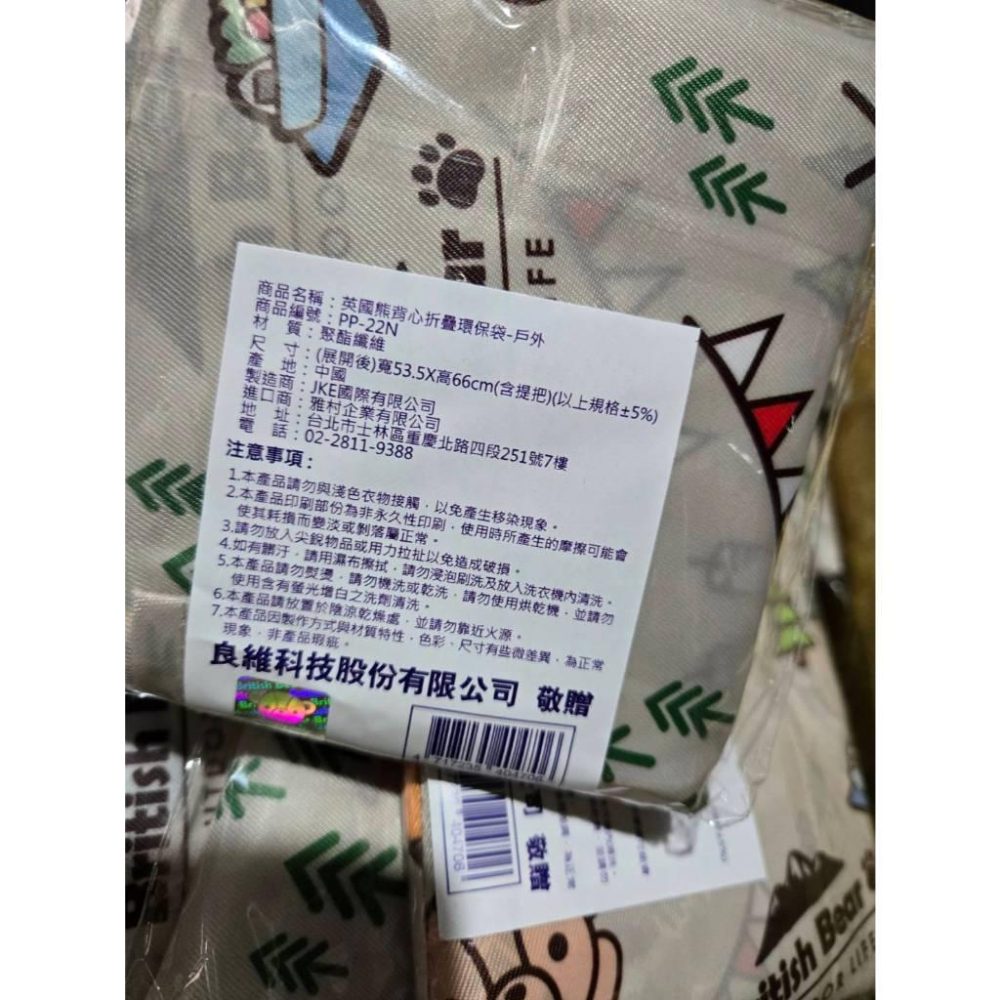 FE
商品名稱：英國熊背心折疊環保袋-戶外
商品編號：PP-22N
材　質：聚酯纖維
尺　寸：(展開後)寬53.5X高66cm(含提把)(以上規格±5%)
產　地：中國
製造商：JKE國際有限公司
進口商：雅村企業有限公司
地　址：台北市士林區重慶北路四段251號7樓
電　話：02-2811-9388
注意事項：
1.本產品請勿與淺色衣物接觸，以免產生移染現象。
2.本產品印刷部份為非永久性印刷，使用時所產生的摩擦可能會
使其耗損而變淡或剝落屬正常。
3.請勿放入尖銳物品或用力拉扯以免造成破損。
4.如有髒汙，請用濕布擦拭，請勿浸泡刷洗及放入洗衣機內清洗。
5.本產品請勿熨燙，請勿機洗或乾洗，請勿使用烘乾機，並請勿
使用含有螢光增白之洗劑清洗。
6.本產品請放置於陰涼乾燥處，並請勿靠近火源。
7.本產品因製作方式與材質特性，色彩、尺寸有些微差異，為正常
現象，非產品瑕疵。
良維科技股份有限公司 敬贈
British
404706
敬贈
British
British Bear
OR LIFE